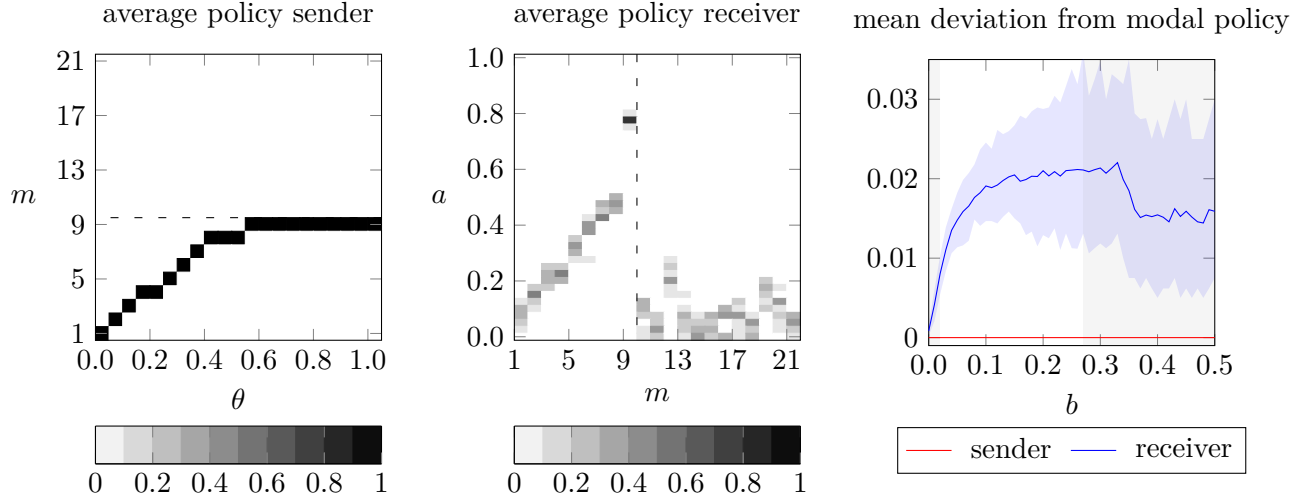 average policy sender
21
17
13
9
5
1
m
0.0 0.2 0.4 0.6 0.8 1.0
θ
0 0.2 0.4 0.6 0.8 1
average policy receiver
1.0
0.8
0.6
0.4
0.2
0.0
a
1 5 9 13 17 21
m
0 0.2 0.4 0.6 0.8 1
mean deviation from modal policy
0.03
0.02
0.01
0
0.0 0.1 0.2 0.3 0.4 0.5
b
sender receiver